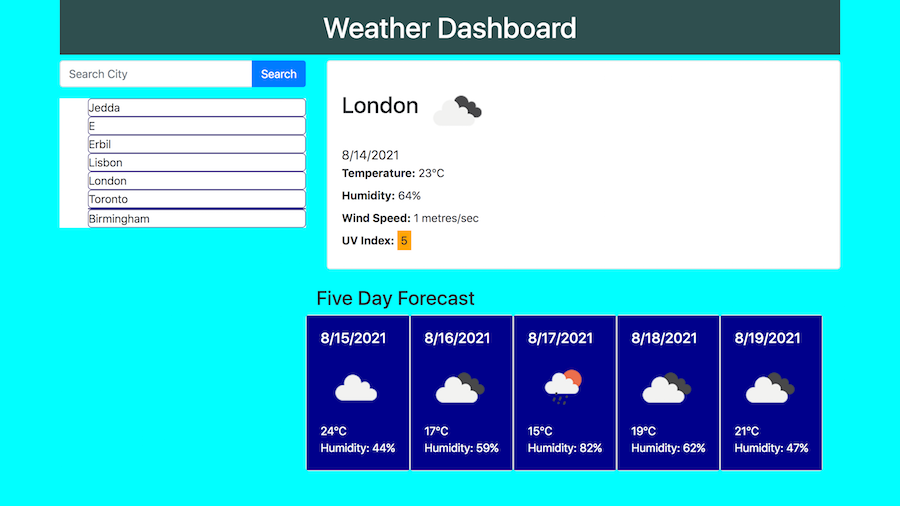 Weather Dashboard
Search City
Search
Jedda
E
Erbil
Lisbon
London
Toronto
Birmingham
London
8/14/2021
Temperature: 23°C
Humidity: 64%
Wind Speed: 1 metres/sec
UV Index: 5
Five Day Forecast
8/15/2021
24°C
Humidity: 44%
8/16/2021
17°C
Humidity: 59%
8/17/2021
15°C
Humidity: 82%
8/18/2021
19°C
Humidity: 62%
8/19/2021
21°C
Humidity: 47%